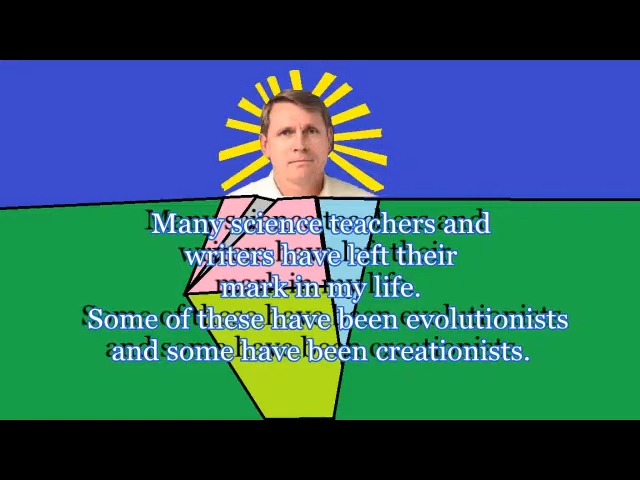 Many science teachers and
writers have left their
mark in my life.
Some of these have been evolutionists
and some have been creationists.